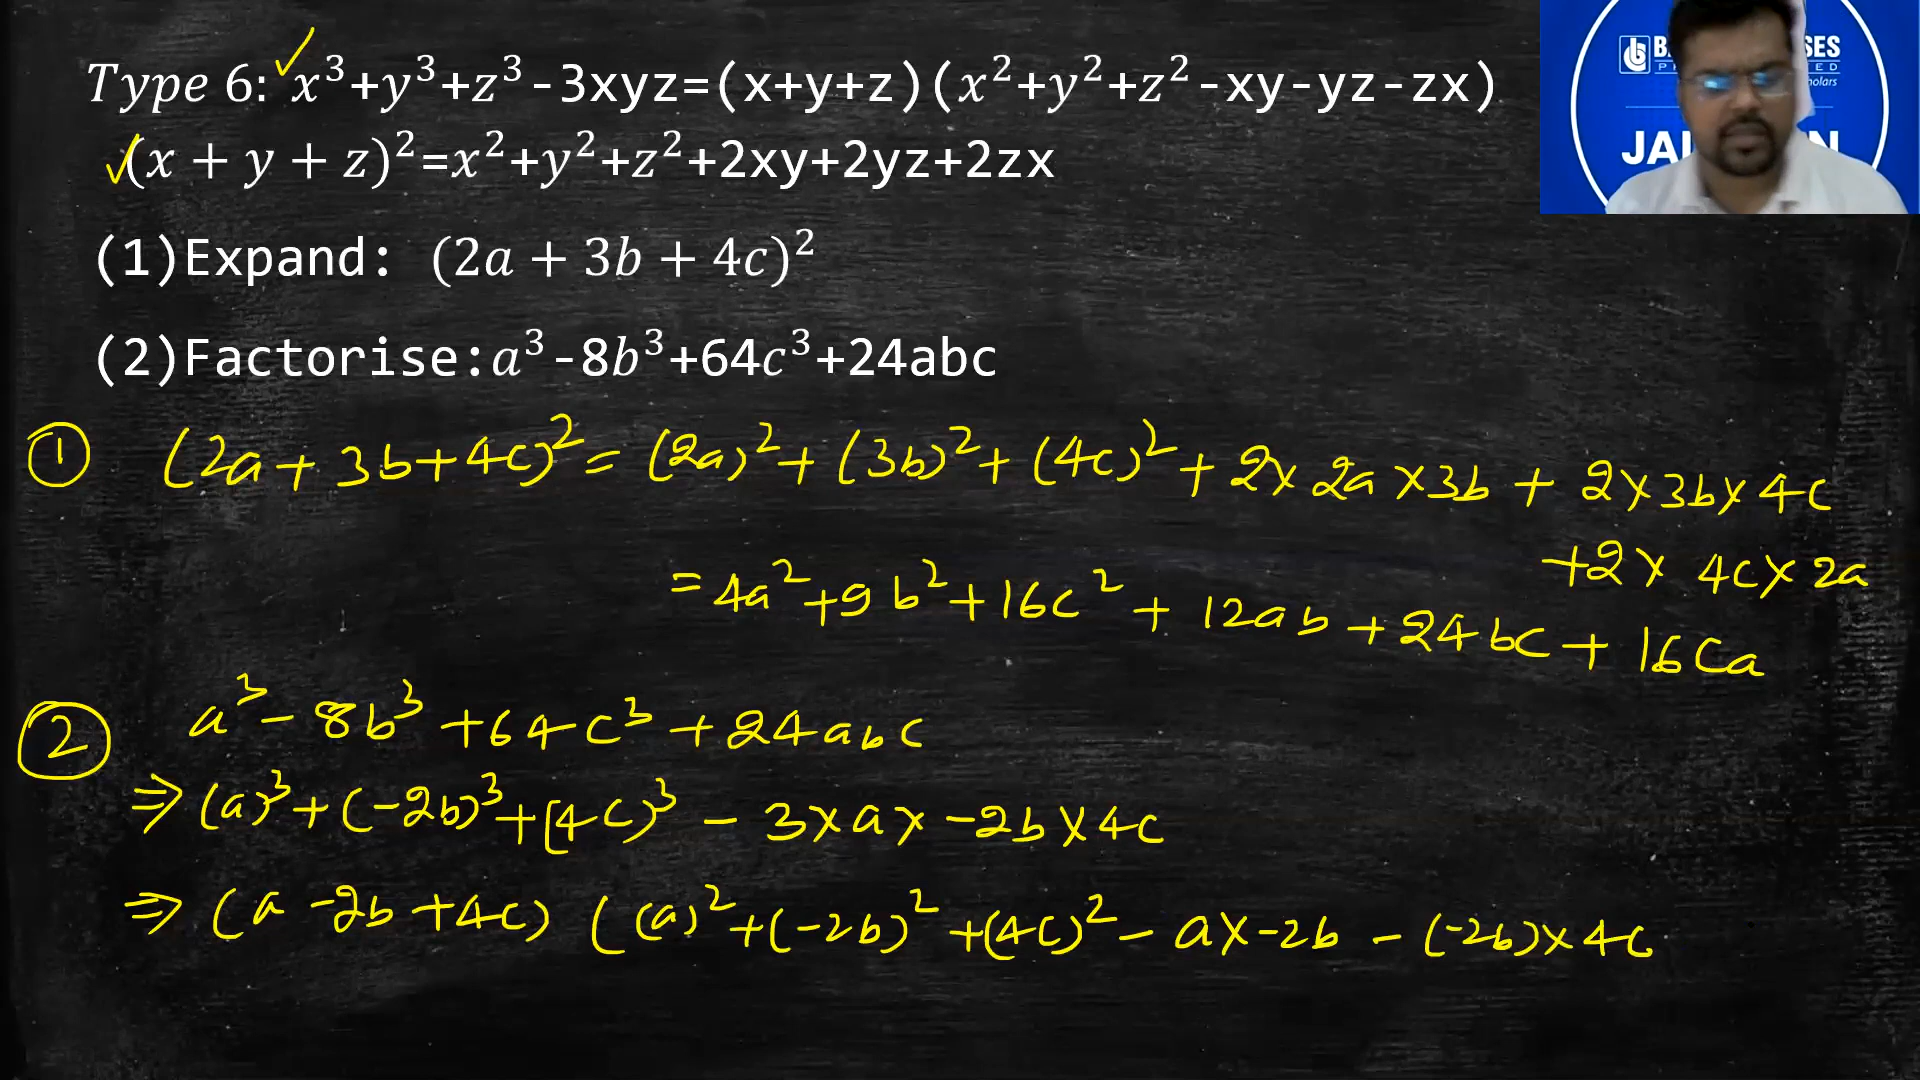 Type 6: x³+y³+z³-3xyz=(x+y+z)(x²+y²+z²-xy-yz-zx)
(x + y + z)²=x²+y²+z²+2xy+2yz+2zx
(1)Expand: (2a + 3b + 4c)²
(2)Factorise:a³-8b³+64c³+24abc
① (2a+3b+4c)² = (2a)²+(3b)²+(4c)²+2×2a×3b+2×3b×4c
+2×4c×2a
=4a²+9b²+16c²+12ab+24bc+16ca
② a³-8b³+64c³+24abc
⇒ (a)³+(-2b)³+(4c)³-3×a×-2b×4c
⇒ (a-2b+4c) ((a)²+(-2b)²+(4c)²-a×-2b-(-2b)×4c